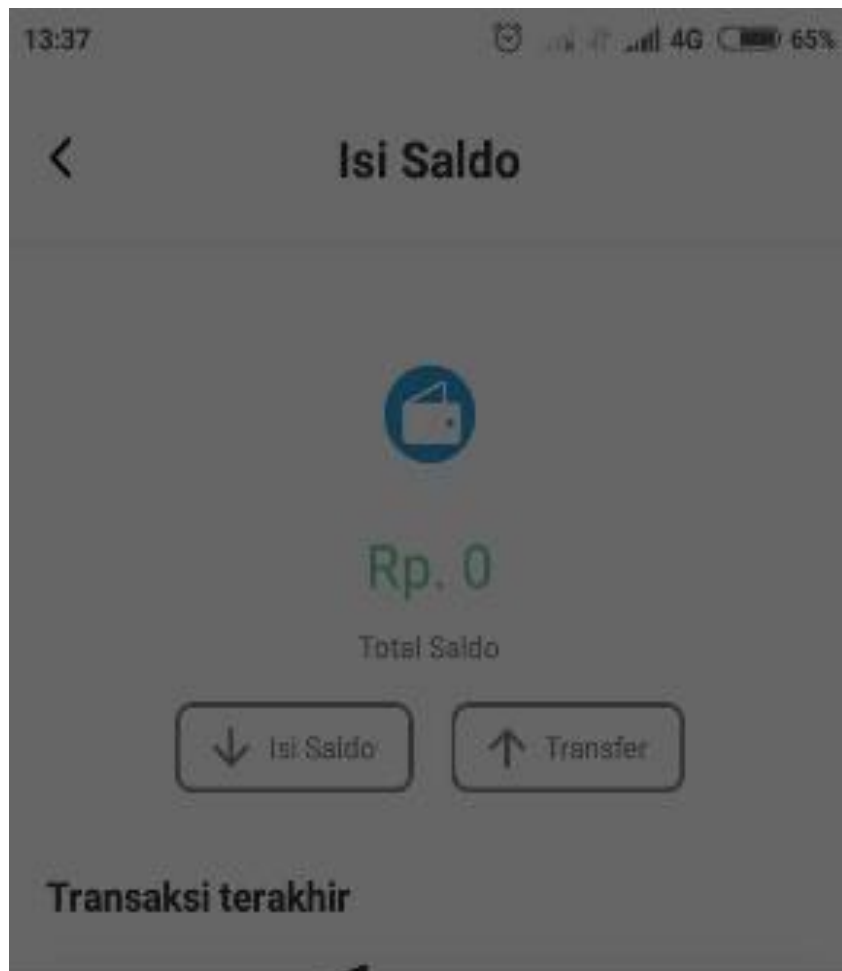 13:37 4G 65%
Isi Saldo
Rp. 0
Total Saldo
Isi Saldo Transfer
Transaksi terakhir